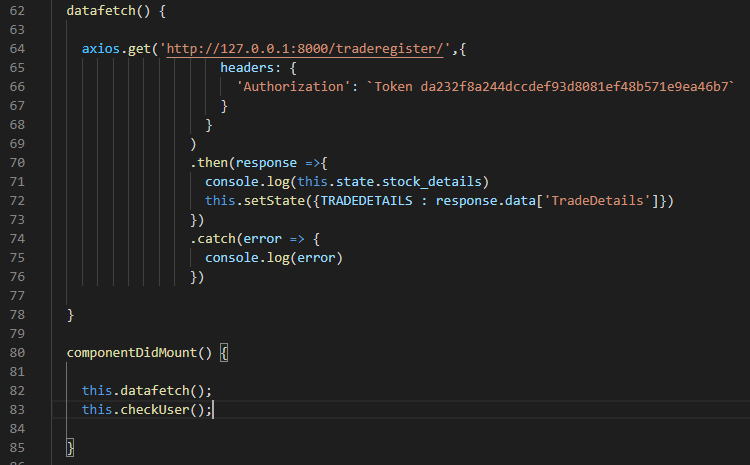 62 datafetch() {
63
64 axios.get('http://127.0.0.1:8000/traderegister/',{
65 headers: {
66 'Authorization': `Token da232f8a244dccdef93d8081ef48b571e9ea46b7`
67 }
68 }
69 )
70 .then(response =>{
71 console.log(this.state.stock_details)
72 this.setState({TRADEDETAILS : response.data['TradeDetails']})
73 })
74 .catch(error => {
75 console.log(error)
76 })
77
78 }
79
80 componentDidMount() {
81
82 this.datafetch();
83 this.checkUser();
84
85 }
86